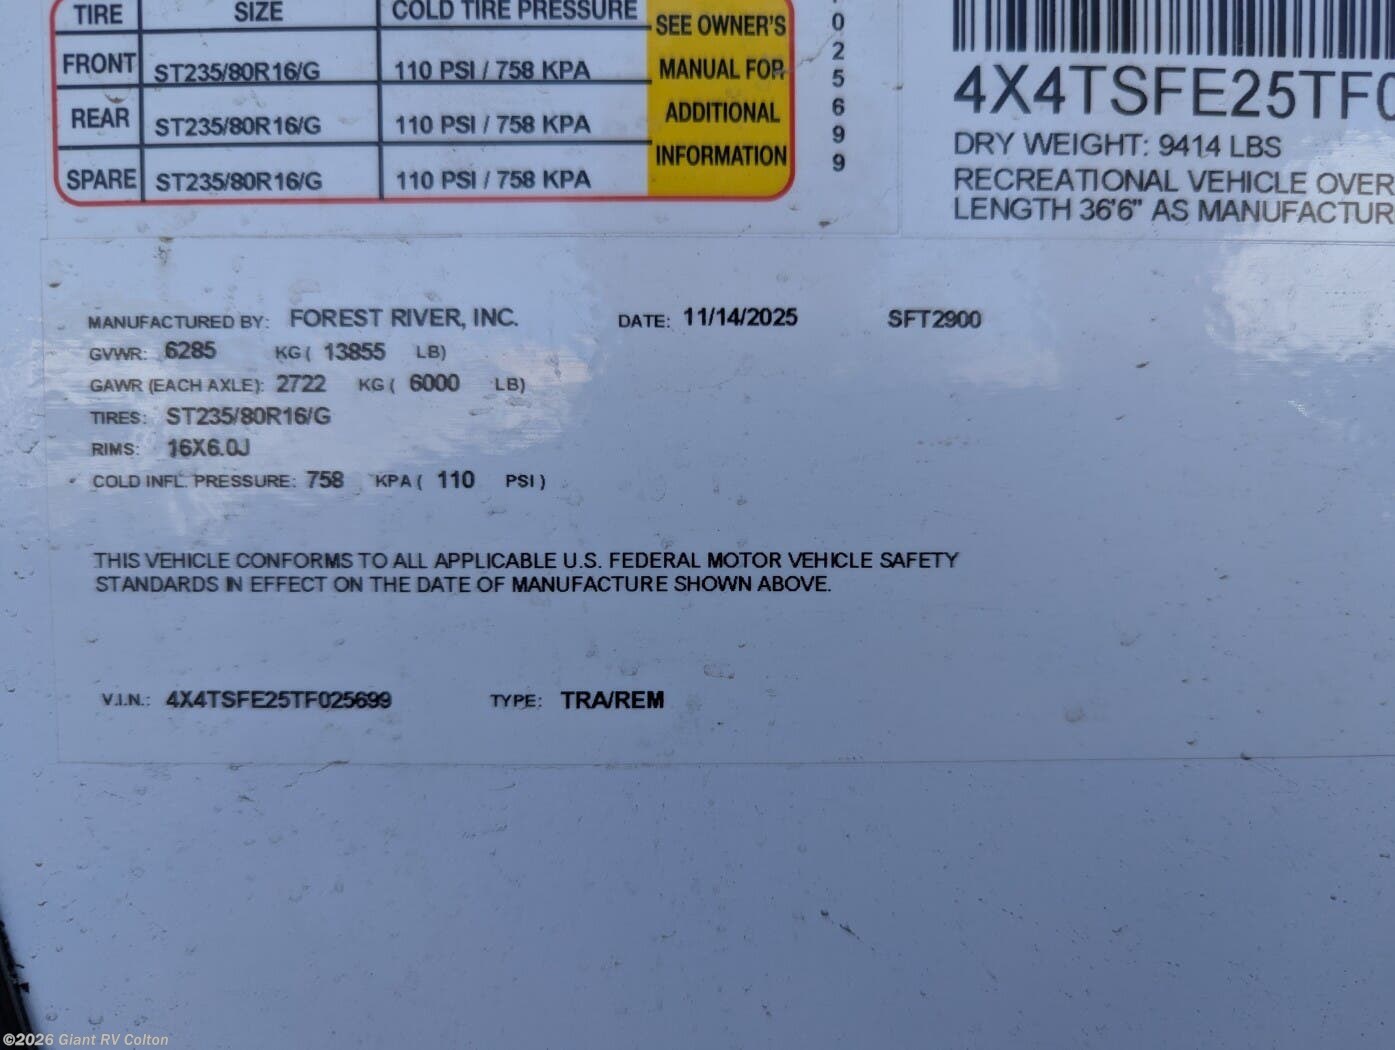 TIRE SIZE COLD TIRE PRESSURE
FRONT ST235/80R16/G 110 PSI / 758 KPA
REAR ST235/80R16/G 110 PSI / 758 KPA
SPARE ST235/80R16/G 110 PSI / 758 KPA
SEE OWNER'S
MANUAL FOR
ADDITIONAL
INFORMATION
0
2
5
6
9
9
4X4TSFE25TF0
DRY WEIGHT: 9414 LBS
RECREATIONAL VEHICLE OVER
LENGTH 36'6" AS MANUFACTUR
MANUFACTURED BY: FOREST RIVER, INC. DATE: 11/14/2025 SFT2900
GVWR: 6285 KG ( 13855 LB)
GAWR (EACH AXLE): 2722 KG ( 6000 LB)
TIRES: ST235/80R16/G
RIMS: 16X6.0J
COLD INFL. PRESSURE: 758 KPA ( 110 PSI )
THIS VEHICLE CONFORMS TO ALL APPLICABLE U.S. FEDERAL MOTOR VEHICLE SAFETY
STANDARDS IN EFFECT ON THE DATE OF MANUFACTURE SHOWN ABOVE.
V.I.N.: 4X4TSFE25TF025699 TYPE: TRA/REM
©2026 Giant RV Colton